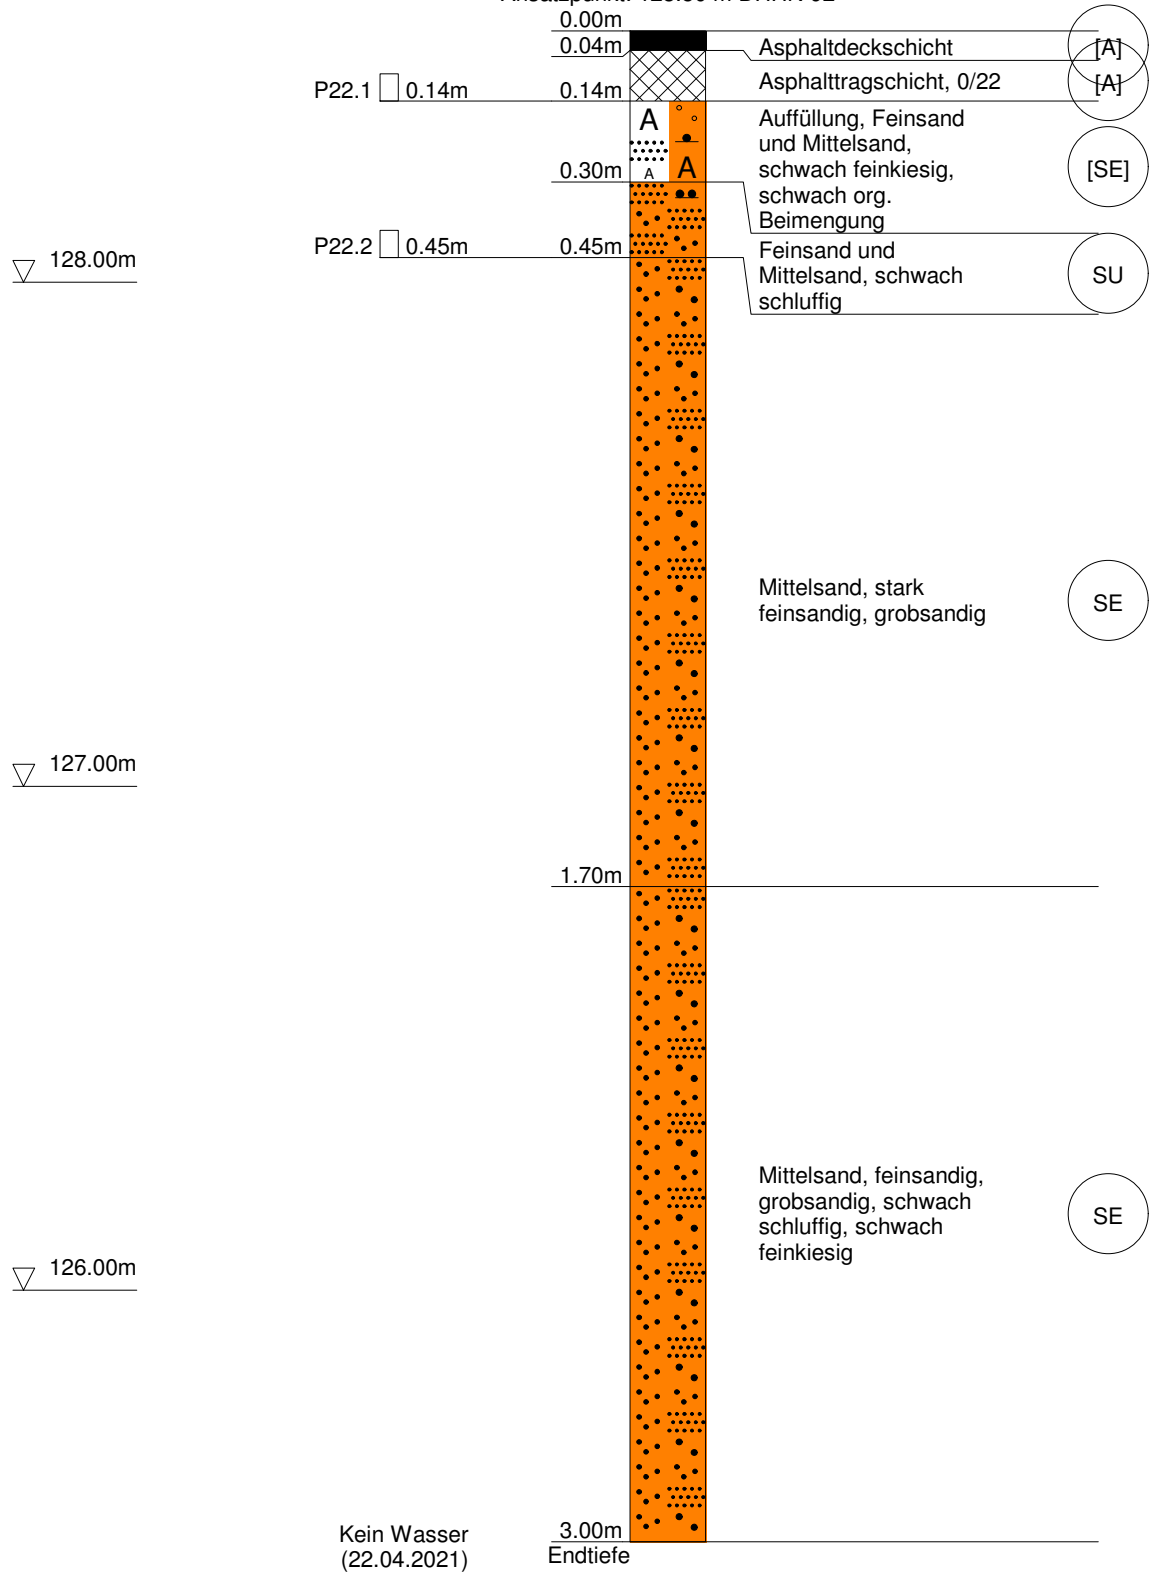 0.00m
0.04m
Asphaltdeckschicht
[A]
P22.1
0.14m
0.14m
Asphalttragschicht, 0/22
[A]
A
A
A
Auffüllung, Feinsand
und Mittelsand,
schwach feinkiesig,
schwach org.
Beimengung
[SE]
0.30m
P22.2
0.45m
0.45m
Feinsand und
Mittelsand, schwach
schluffig
SU
128.00m
Mittelsand, stark
feinsandig, grobsandig
SE
127.00m
1.70m
Mittelsand, feinsandig,
grobsandig, schwach
schluffig, schwach
feinkiesig
SE
126.00m
Kein Wasser
(22.04.2021)
3.00m
Endtiefe